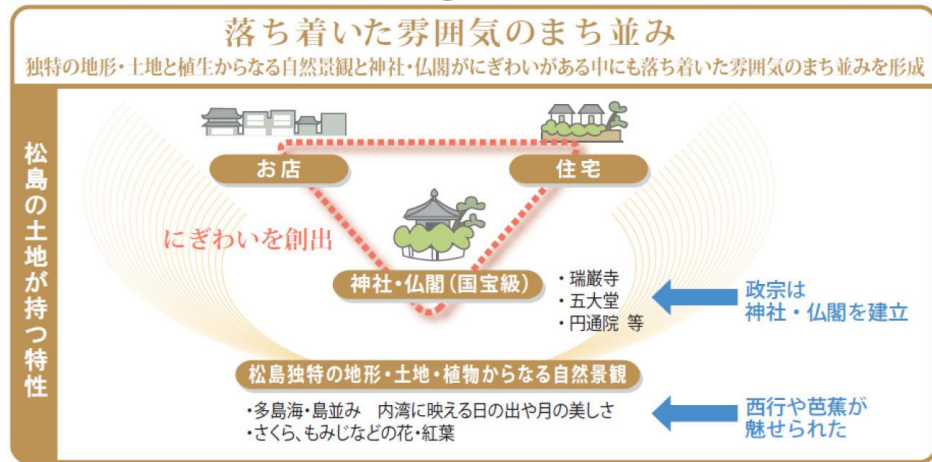 落ち着いた雰囲気のまち並み
独特の地形・土地と植生からなる自然景観と神社・仏閣がにぎわいがある中にも落ち着いた雰囲気のまち並みを形成
松島の土地が持つ特性
お店
住宅
にぎわいを創出
神社・仏閣(国宝級)
・瑞巌寺
・五大堂
・円通院 等
政宗は
神社・仏閣を建立
松島独特の地形・土地・植物からなる自然景観
・多島海・島並み　内湾に映える日の出や月の美しさ
・さくら、もみじなどの花・紅葉
西行や芭蕉が
魅せられた